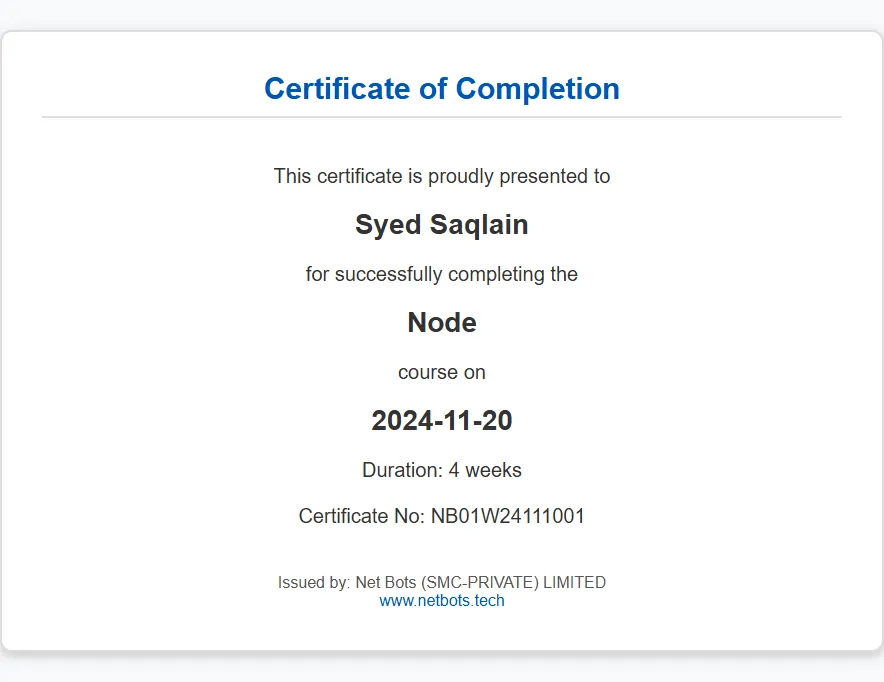 Certificate of Completion
This certificate is proudly presented to
Syed Saqlain
for successfully completing the
Node
course on
2024-11-20
Duration: 4 weeks
Certificate No: NB01W24111001
Issued by: Net Bots (SMC-PRIVATE) LIMITED
www.netbots.tech